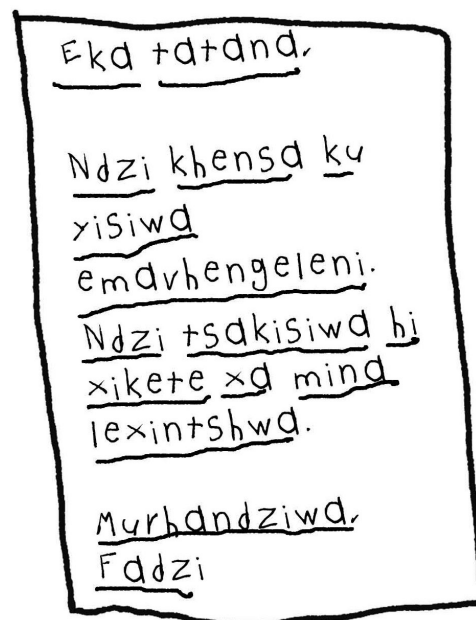 Eka tatana,
Ndzi khensa ku
yisiwa
emavhengeleni.
Ndzi tsakisiwa hi
xikete xa mina
lexintshwa.
Murhandziwa,
Fadzi